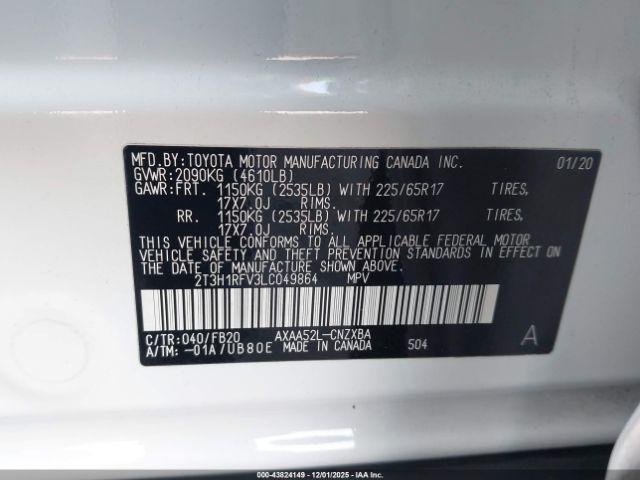 MFD.BY:TOYOTA MOTOR MANUFACTURING CANADA INC. 01/20
GVWR:2090KG (4610LB)
GAWR:FRT. 1150KG (2535LB) WITH 225/65R17 TIRES,
17X7.0J RIMS.
RR. 1150KG (2535LB) WITH 225/65R17 TIRES,
17X7.0J RIMS.
THIS VEHICLE CONFORMS TO ALL APPLICABLE FEDERAL MOTOR
VEHICLE SAFETY AND THEFT PREVENTION STANDARDS IN EFFECT
ON THE DATE OF MANUFACTURE SHOWN ABOVE.
2T3H1RFV3LC049864 MPV
C/TR:040/FB20 AXAA52L-CNZXBA
A/TM:-01A/UB80E MADE IN CANADA 504 A
00-43824149 - 12/01/2025 - IAA Inc.